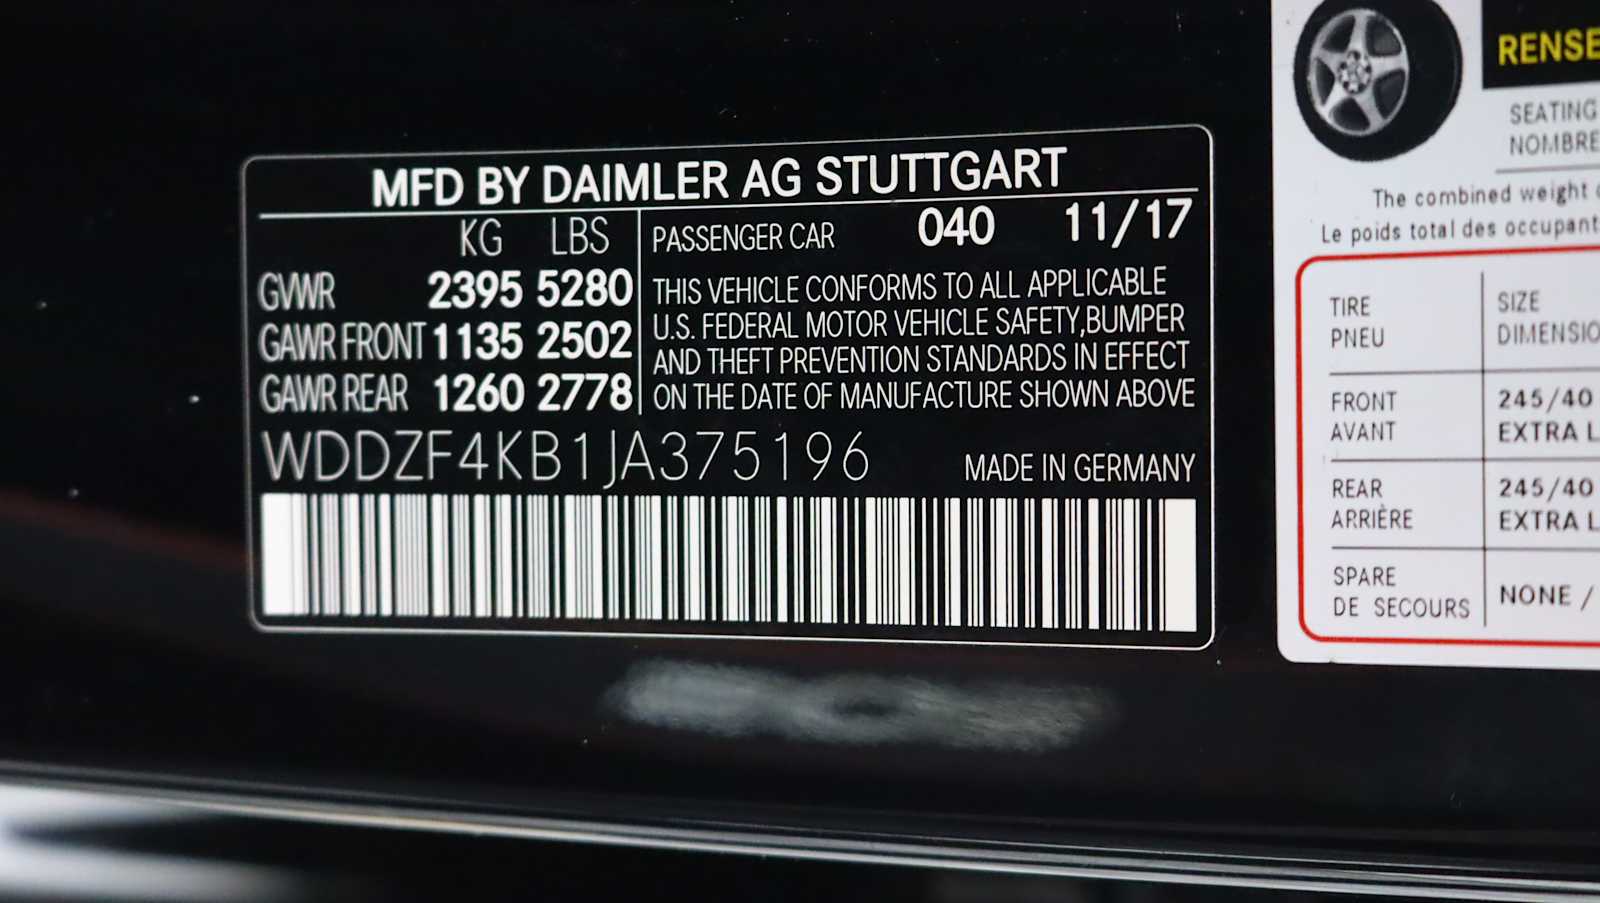 MFD BY DAIMLER AG STUTTGART
KG LBS
GVWR 2395 5280
GAWR FRONT 1135 2502
GAWR REAR 1260 2778
PASSENGER CAR 040 11/17
THIS VEHICLE CONFORMS TO ALL APPLICABLE
U.S. FEDERAL MOTOR VEHICLE SAFETY,BUMPER
AND THEFT PREVENTION STANDARDS IN EFFECT
ON THE DATE OF MANUFACTURE SHOWN ABOVE
WDDZF4KB1JA375196
MADE IN GERMANY
SEATING
The combined weight
Le poids total des
TIRE SIZE
PNEU
FRONT 245/40
AVANT EXTRA
REAR 245/40
ARRIÈRE EXTRA
SPARE NONE /
DE SECOURS